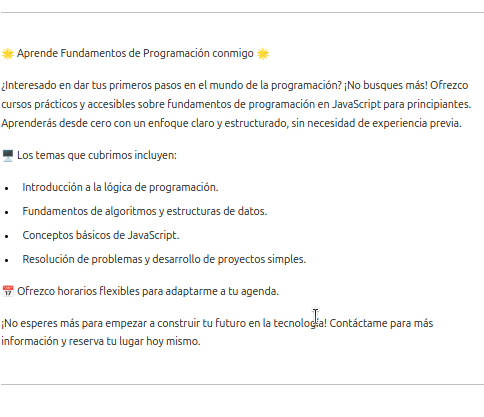 🌟 Aprende Fundamentos de Programación conmigo 🌟
¿Interesado en dar tus primeros pasos en el mundo de la programación? ¡No busques más! Ofrezco
cursos prácticos y accesibles sobre fundamentos de programación en JavaScript para principiantes.
Aprenderás desde cero con un enfoque claro y estructurado, sin necesidad de experiencia previa.
🖥️ Los temas que cubrimos incluyen:
• Introducción a la lógica de programación.
• Fundamentos de algoritmos y estructuras de datos.
• Conceptos básicos de JavaScript.
• Resolución de problemas y desarrollo de proyectos simples.
📅 Ofrezco horarios flexibles para adaptarme a tu agenda.
¡No esperes más para empezar a construir tu futuro en la tecnología! Contáctame para más
información y reserva tu lugar hoy mismo.